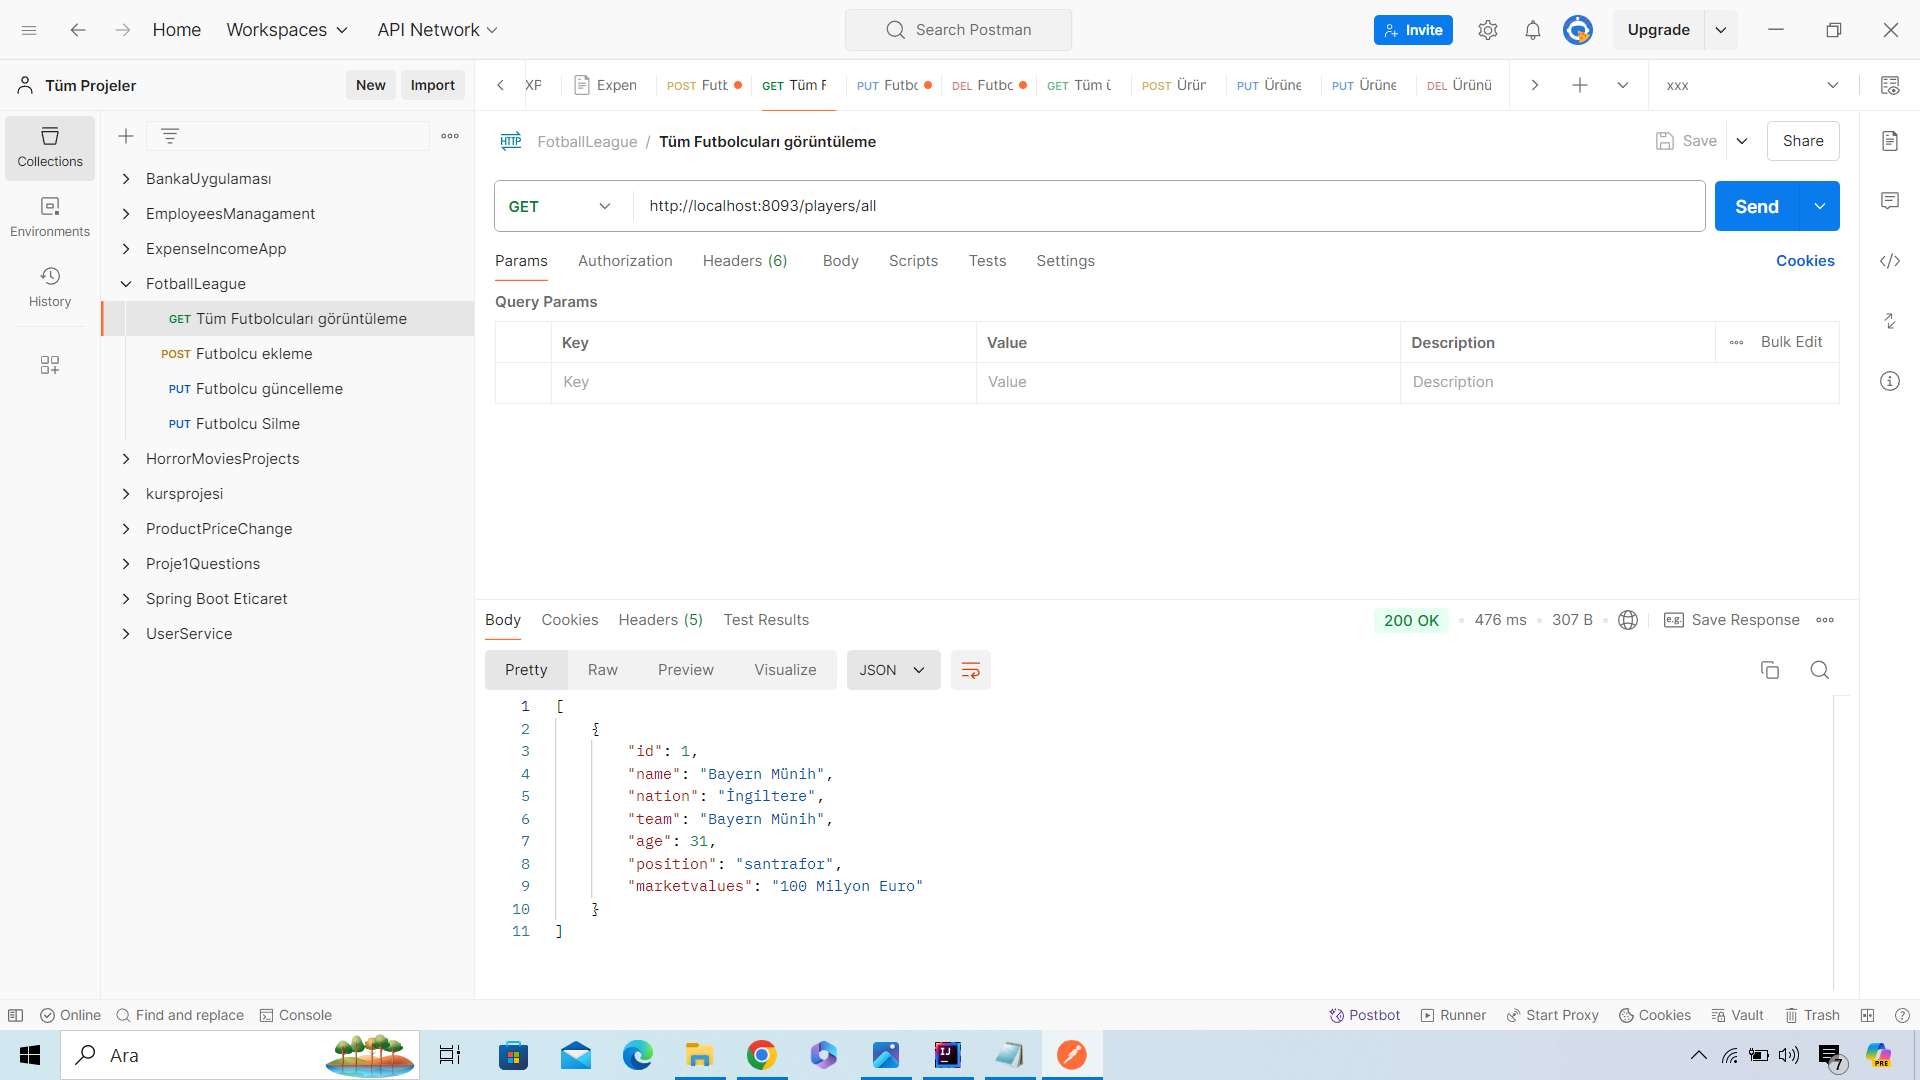 Home Workspaces API Network Search Postman Invite Upgrade
Tüm Projeler New Import XP Expen POST Futb GET Tüm F PUT Futbc DEL Futbc GET Tüm ü POST Ürür PUT Ürüne PUT Ürüne DEL Ürünü xxx
Collections
Environments
History
BankaUygulaması
EmployeesManagament
ExpenseIncomeApp
FotballLeague
GET Tüm Futbolcuları görüntüleme
POST Futbolcu ekleme
PUT Futbolcu güncelleme
PUT Futbolcu Silme
HorrorMoviesProjects
kursprojesi
ProductPriceChange
Proje1Questions
Spring Boot Eticaret
UserService
HTTP FotballLeague / Tüm Futbolcuları görüntüleme Save Share
GET http://localhost:8093/players/all Send
Params Authorization Headers (6) Body Scripts Tests Settings Cookies
Query Params
Key Value Description Bulk Edit
Key Value Description
Body Cookies Headers (5) Test Results 200 OK 476 ms 307 B e.g. Save Response
Pretty Raw Preview Visualize JSON
1 [
2 {
3 "id": 1,
4 "name": "Bayern Münih",
5 "nation": "İngiltere",
6 "team": "Bayern Münih",
7 "age": 31,
8 "position": "santrafor",
9 "marketvalues": "100 Milyon Euro"
10 }
11 ]
Online Find and replace Console Postbot Runner Start Proxy Cookies Vault Trash
Ara IJ 7 PRE